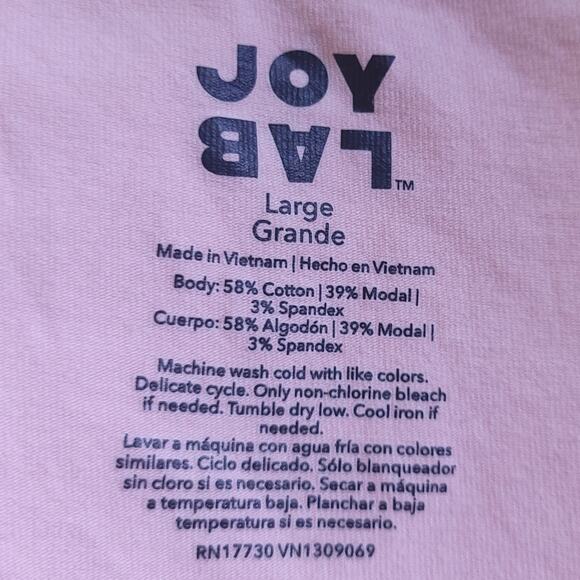 JOY
LAB™
Large
Grande
Made in Vietnam | Hecho en Vietnam
Body: 58% Cotton | 39% Modal |
3% Spandex
Cuerpo: 58% Algodón | 39% Modal |
3% Spandex
Machine wash cold with like colors.
Delicate cycle. Only non-chlorine bleach
if needed. Tumble dry low. Cool iron if
needed.
Lavar a máquina con agua fría con colores
similares. Ciclo delicado. Sólo blanqueador
sin cloro si es necesario. Secar a máquina
a temperatura baja. Planchar a baja
temperatura si es necesario.
RN17730 VN1309069